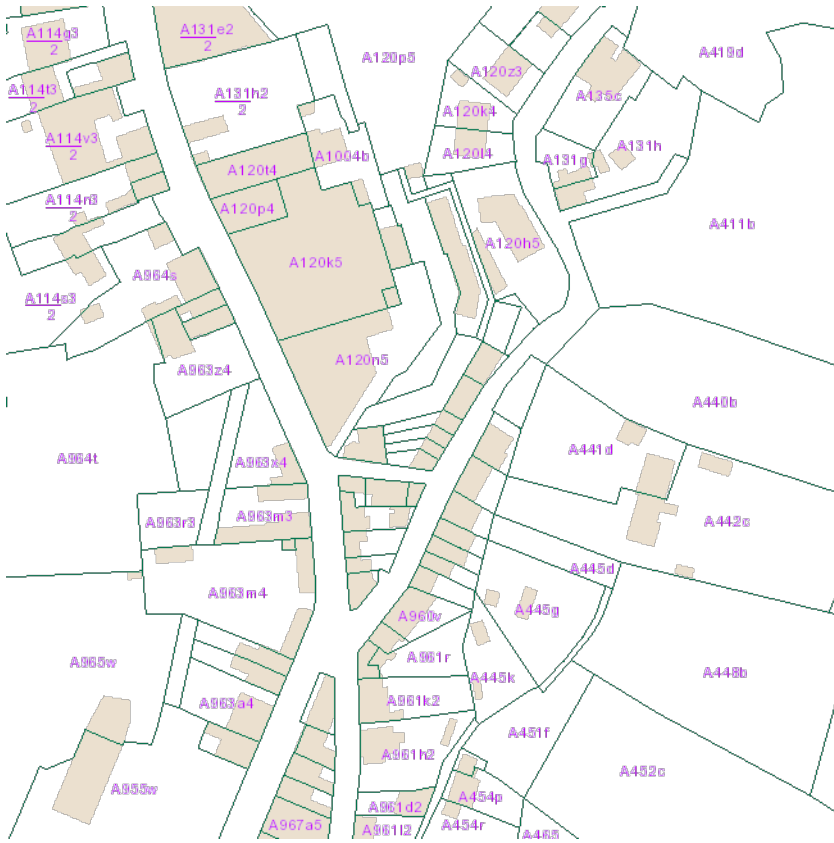 A114g3
2
A131e2
2
A120p5
A419d
A120z3
A114t3
2
A131h2
2
A135c
A120k4
A114v3
2
A1004b
A131h
A120l4
A131g
A120t4
A114n3
2
A120p4
A411b
A120h5
A120k5
A964s
A114s3
2
A120n5
A963z4
A440b
A441d
A964t
A963x4
A963r3
A963m3
A442c
A445d
A963m4
A445g
A960v
A965w
A961r
A448b
A445k
A963a4
A961k2
A451f
A961h2
A452c
A955w
A454p
A961d2
A967a5
A961l2
A454r
A465